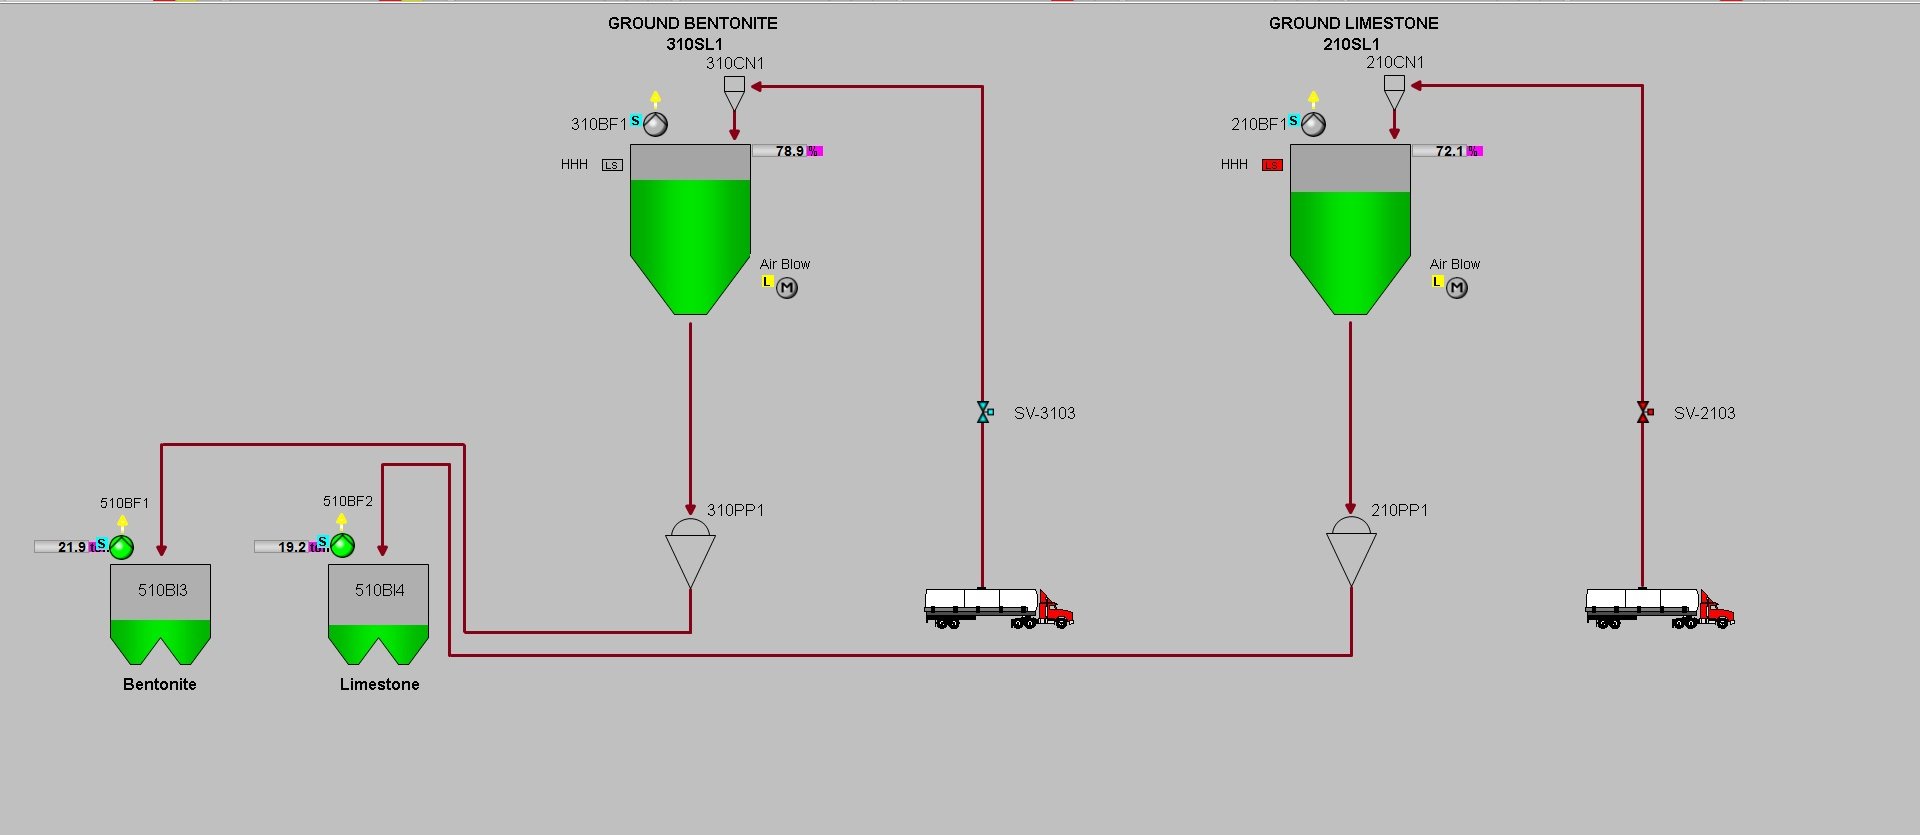 GROUND BENTONITE
310SL1
310CN1
310BF1
S
78.9 %
HHH
LS
Air Blow
L
M
SV-3103
310PP1
GROUND LIMESTONE
210SL1
210CN1
210BF1
S
72.1 %
HHH
LS
Air Blow
L
M
SV-2103
210PP1
510BF1
21.9
S
510BI3
Bentonite
510BF2
19.2
S
510BI4
Limestone